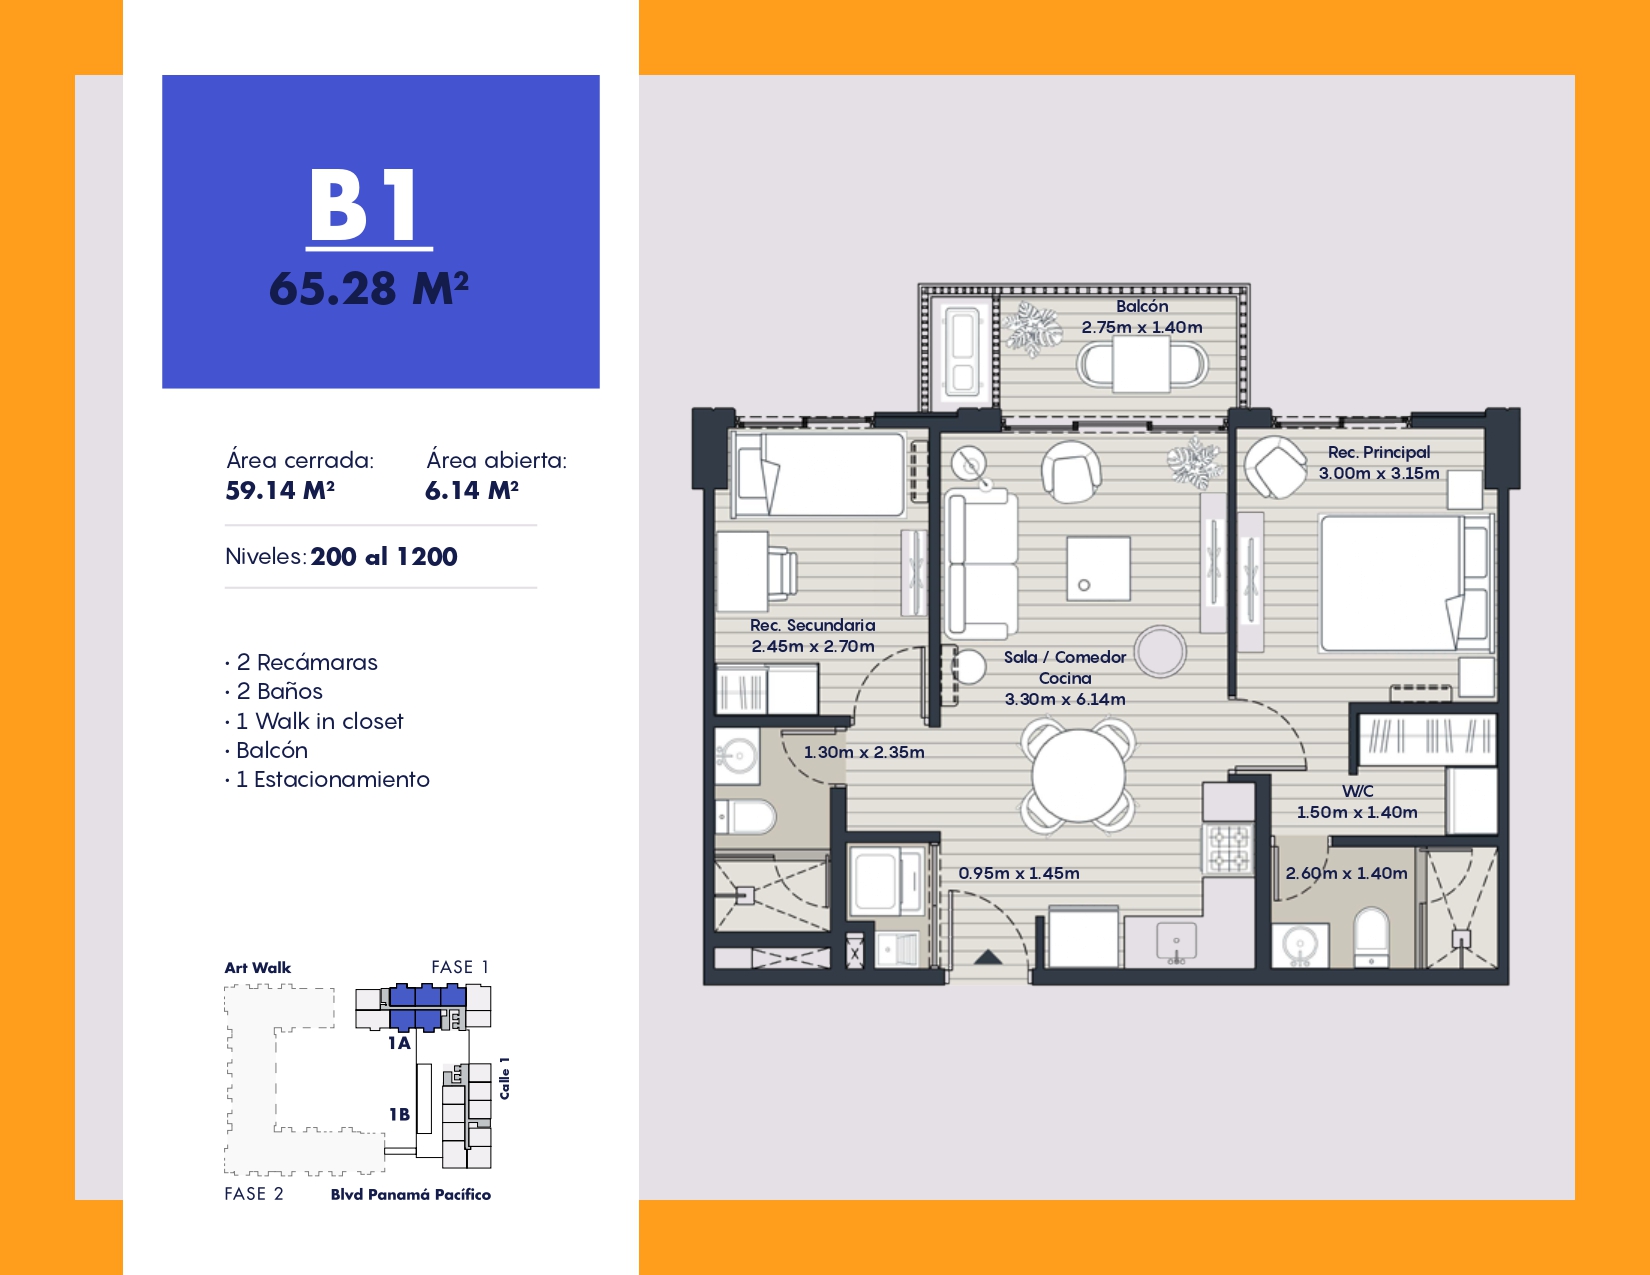 B1
65.28 M²
Área cerrada:
59.14 M²
Área abierta:
6.14 M²
Niveles: 200 al 1200
· 2 Recámaras
· 2 Baños
· 1 Walk in closet
· Balcón
· 1 Estacionamiento
Art Walk
FASE 1
1A
1B
Calle 1
FASE 2
Blvd Panamá Pacífico
Balcón
2.75m x 1.40m
Rec. Principal
3.00m x 3.15m
Rec. Secundaria
2.45m x 2.70m
Sala / Comedor
Cocina
3.30m x 6.14m
1.30m x 2.35m
W/C
1.50m x 1.40m
0.95m x 1.45m
2.60m x 1.40m